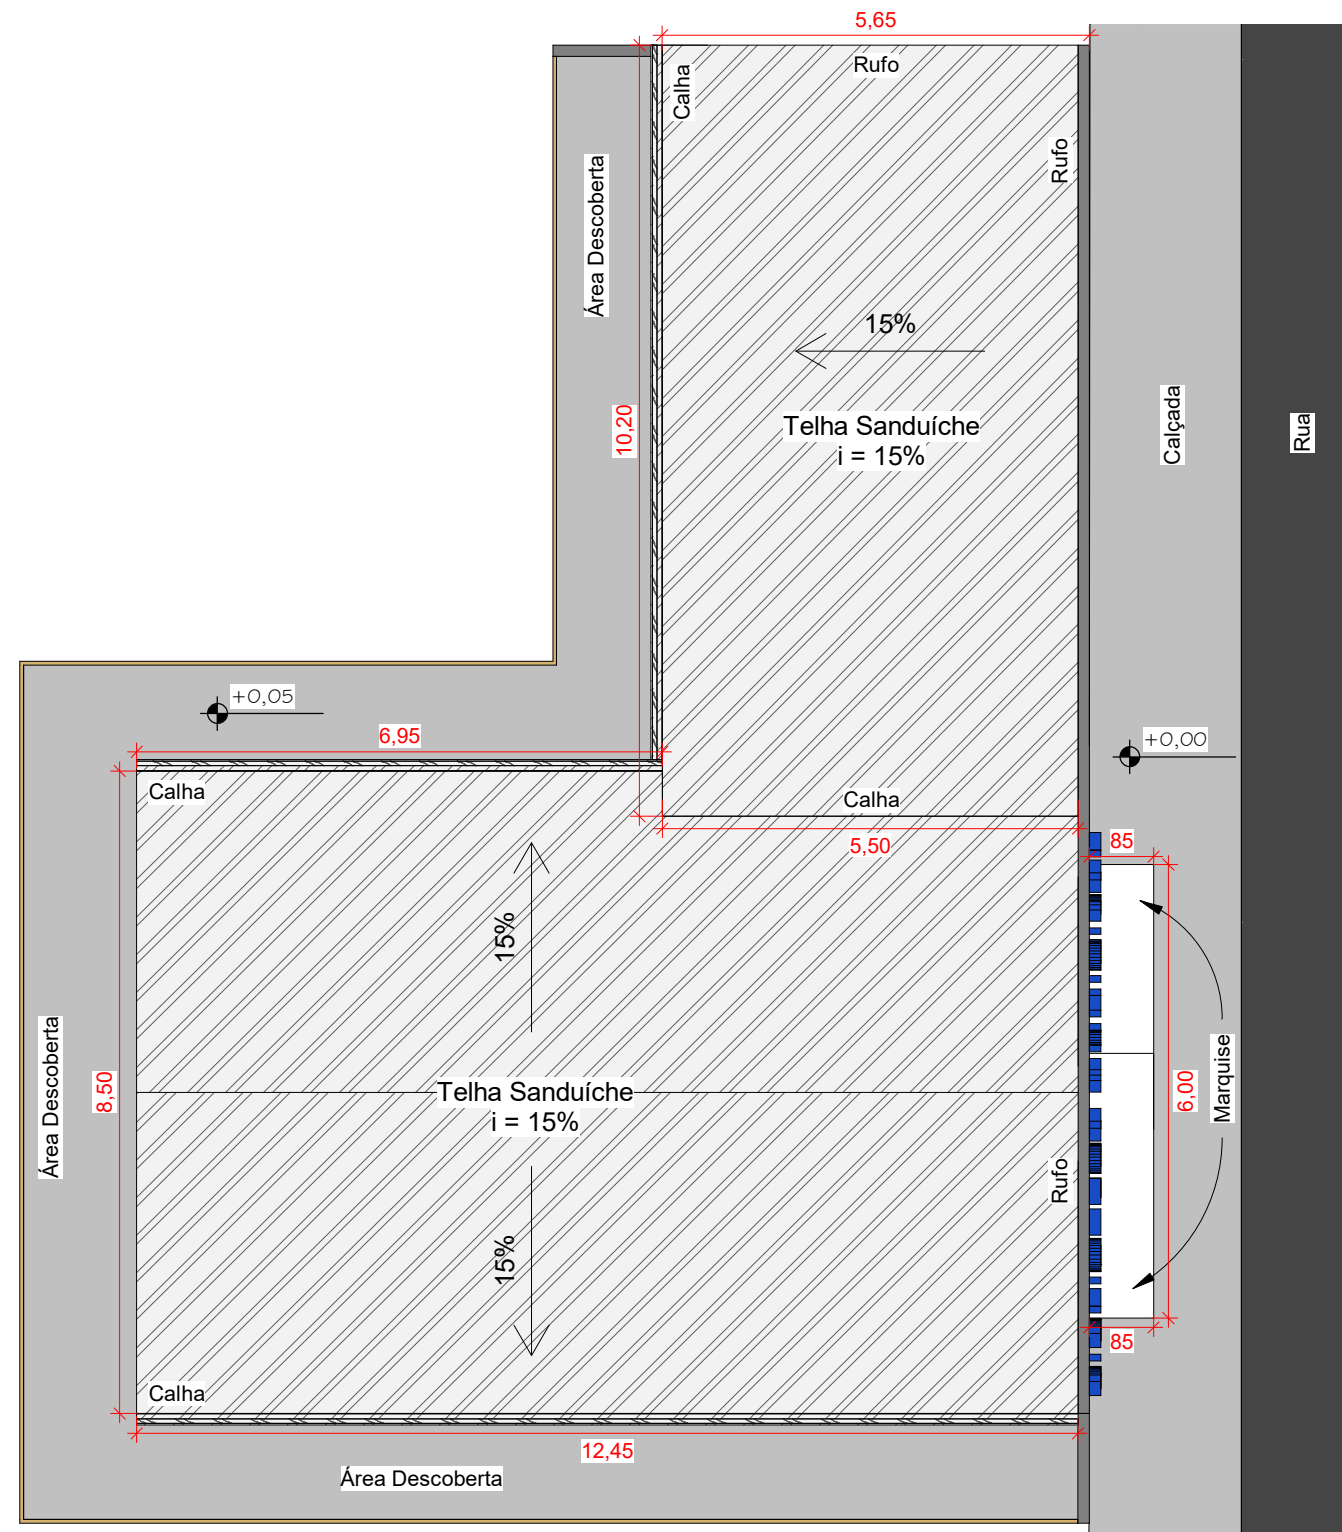 5,65
Rufo
Calha
Rufo
Área Descoberta
15%
10,20
Telha Sanduíche
i = 15%
Calçada
Rua
+0,05
6,95
+0,00
Calha
Calha
5,50
85
15%
Área Descoberta
8,50
Telha Sanduíche
i = 15%
6,00
Marquise
Rufo
15%
85
Calha
12,45
Área Descoberta